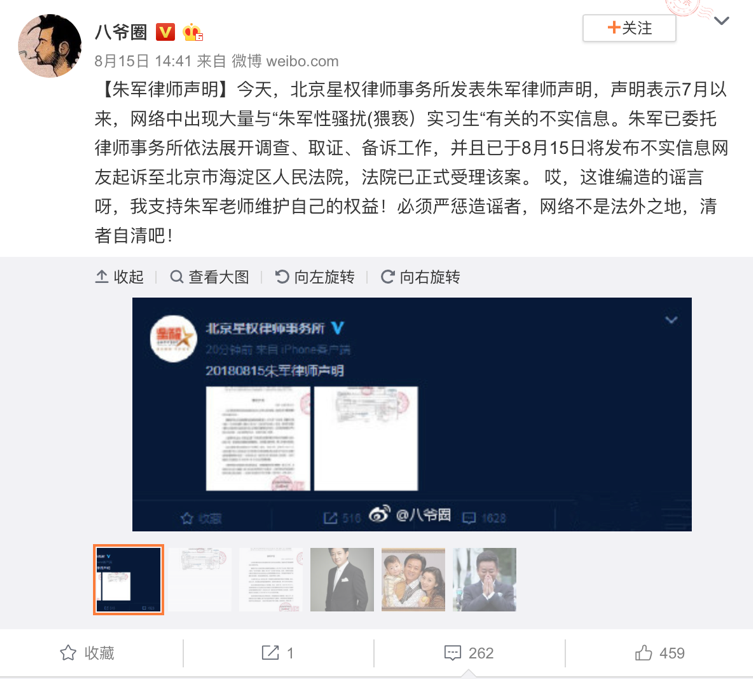 八爷圈
+关注
8月15日 14:41 来自 微博 weibo.com
【朱军律师声明】今天，北京星权律师事务所发表朱军律师声明，声明表示7月以
来，网络中出现大量与“朱军性骚扰(猥亵）实习生“有关的不实信息。朱军已委托
律师事务所依法展开调查、取证、备诉工作，并且已于8月15日将发布不实信息网
友起诉至北京市海淀区人民法院，法院已正式受理该案。 哎，这谁编造的谣言
呀，我支持朱军老师维护自己的权益！必须严惩造谣者，网络不是法外之地，清
者自清吧！
收起 查看大图 向左旋转 向右旋转
北京星权律师事务所
20分钟前 来自 iPhone客户端
20180815朱军律师声明
收藏 516 @八爷圈 1628
收藏 1 262 459